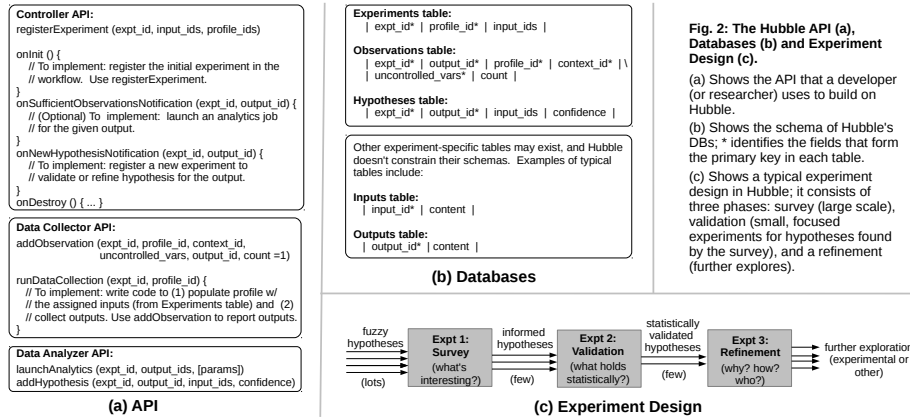 Controller API:
registerExperiment (expt_id, input_ids, profile_ids)
onInit () {
// To implement: register the initial experiment in the
// workflow. Use registerExperiment.
}
onSufficientObservationsNotification (expt_id, output_id) {
// (Optional) To implement: launch an analytics job
// for the given output.
}
onNewHypothesisNotification (expt_id, output_id) {
// To implement: register a new experiment to
// validate or refine hypothesis for the output.
}
onDestroy () { ... }
Data Collector API:
addObservation (expt_id, profile_id, context_id,
uncontrolled_vars, output_id, count =1)
runDataCollection (expt_id, profile_id) {
// To implement: write code to (1) populate profile w/
// the assigned inputs (from Experiments table) and (2)
// collect outputs. Use addObservation to report outputs.
}
Data Analyzer API:
launchAnalytics (expt_id, output_ids, [params])
addHypothesis (expt_id, output_id, input_ids, confidence)
(a) API
Experiments table:
| expt_id* | profile_id* | input_ids |
Observations table:
| expt_id* | output_id* | profile_id* | context_id* | \
| uncontrolled_vars* | count |
Hypotheses table:
| expt_id* | output_id* | input_ids | confidence |
Other experiment-specific tables may exist, and Hubble
doesn't constrain their schemas. Examples of typical
tables include:
Inputs table:
| input_id* | content |
Outputs table:
| output_id* | content |
(b) Databases
Fig. 2: The Hubble API (a),
Databases (b) and Experiment
Design (c).
(a) Shows the API that a developer
(or researcher) uses to build on
Hubble.
(b) Shows the schema of Hubble's
DBs; * identifies the fields that form
the primary key in each table.
(c) Shows a typical experiment
design in Hubble; it consists of
three phases: survey (large scale),
validation (small, focused
experiments for hypotheses found
by the survey), and a refinement
(further explores).
fuzzy
hypotheses
(lots)
Expt 1:
Survey
(what's
interesting?)
informed
hypotheses
(few)
Expt 2:
Validation
(what holds
statistically?)
statistically
validated
hypotheses
(few)
Expt 3:
Refinement
(why? how?
who?)
further exploration
(experimental or
other)
(c) Experiment Design